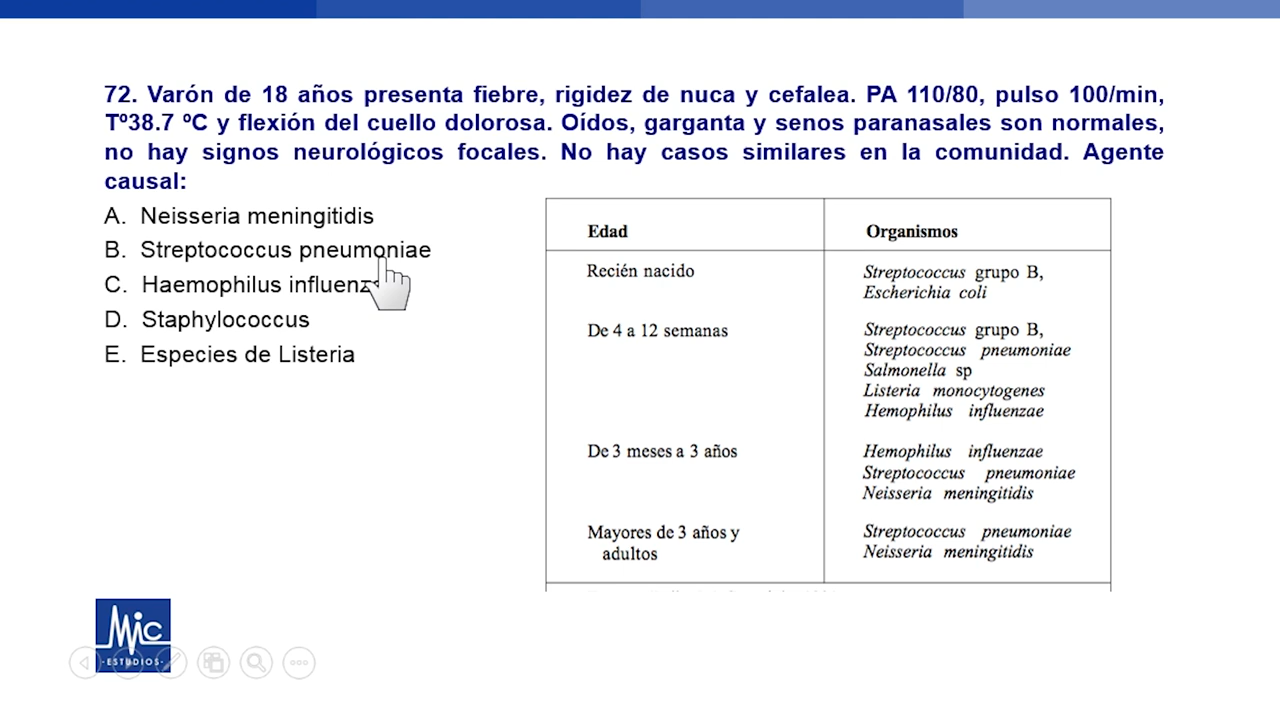 72. Varón de 18 años presenta fiebre, rigidez de nuca y cefalea. PA 110/80, pulso 100/min,
Tº38.7 ºC y flexión del cuello dolorosa. Oídos, garganta y senos paranasales son normales,
no hay signos neurológicos focales. No hay casos similares en la comunidad. Agente
causal:
A. Neisseria meningitidis
B. Streptococcus pneumoniae
C. Haemophilus
D. Staphylococcus
E. Especies de Listeria
Edad Organismos
Recién nacido Streptococcus grupo B,
Escherichia coli
De 4 a 12 semanas Streptococcus grupo B,
Streptococcus pneumoniae
Salmonella sp
Listeria monocytogenes
Hemophilus influenzae
De 3 meses a 3 años Hemophilus influenzae
Streptococcus pneumoniae
Neisseria meningitidis
Mayores de 3 años y Streptococcus pneumoniae
adultos Neisseria meningitidis
Mic
-ESTUDIOS-